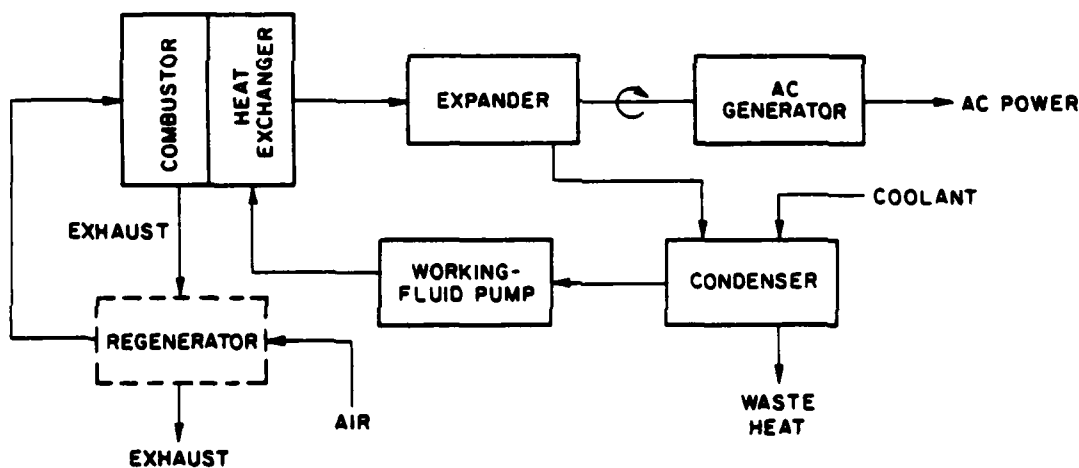 COMBUSTOR
HEAT
EXCHANGER
EXPANDER
AC
GENERATOR
AC POWER
EXHAUST
COOLANT
WORKING-
FLUID PUMP
CONDENSER
REGENERATOR
AIR
WASTE
HEAT
EXHAUST